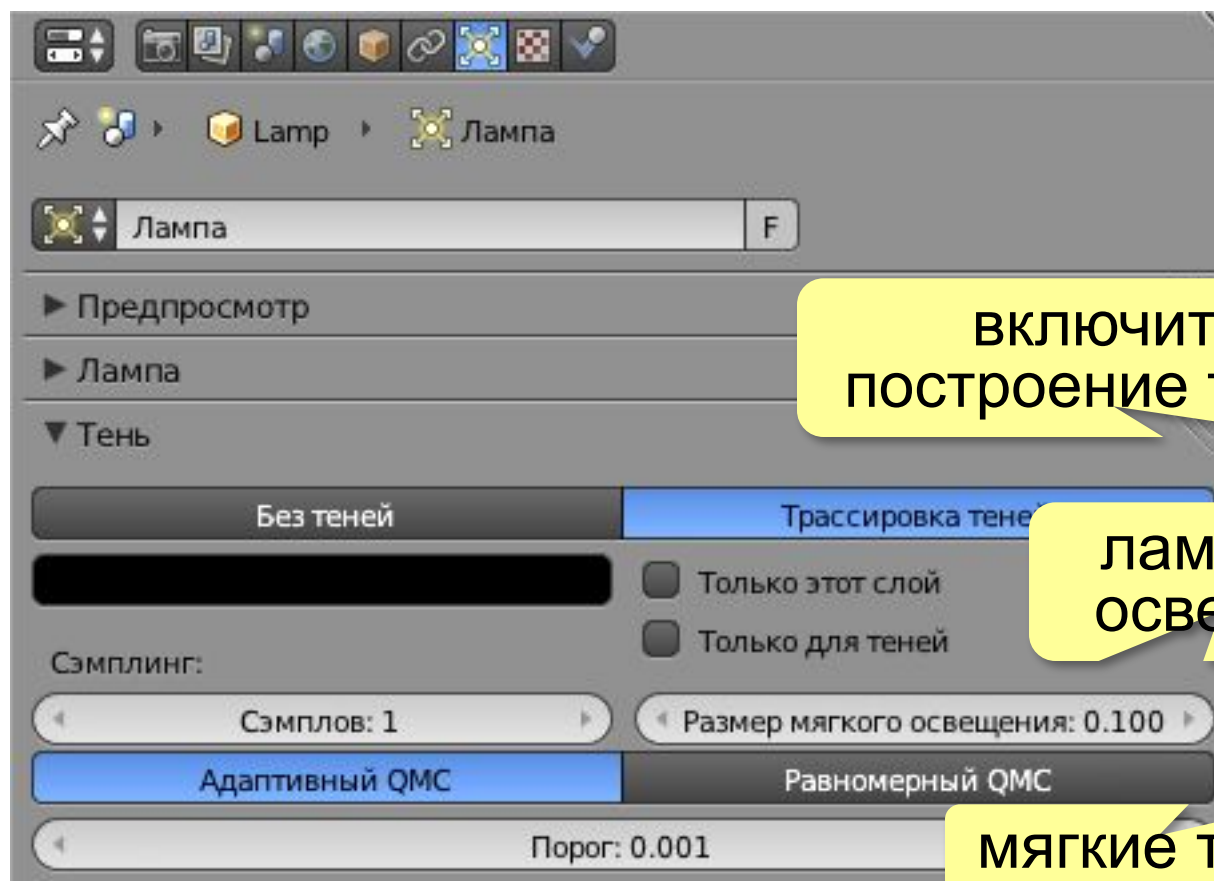 Lamp Лампа
Лампа F
Предпросмотр
включит
построение т
Лампа
Тень
Без теней Трассировка тене
лам
осве
Только этот слой
Только для теней
Сэмплинг:
Сэмплов: 1 Размер мягкого освещения: 0.100
Адаптивный QMC Равномерный QMC
Порог: 0.001
мягкие т